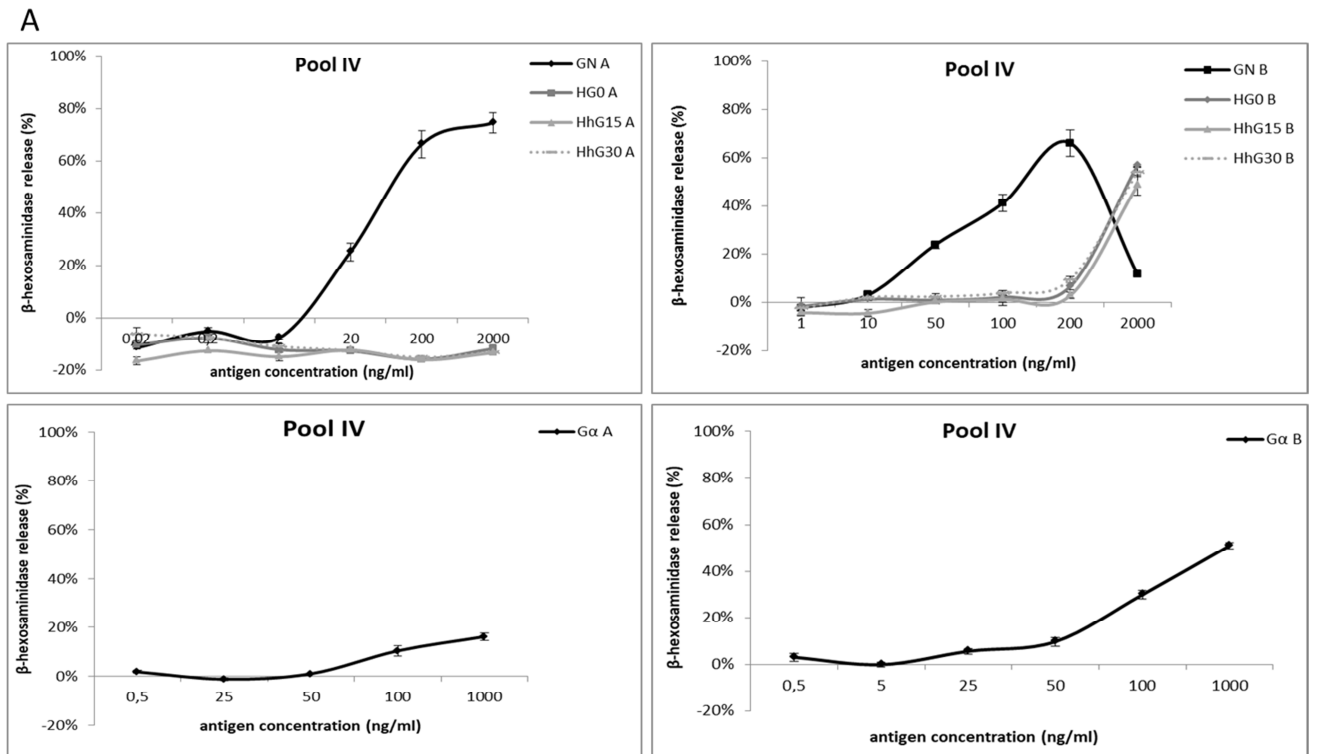 A
Pool IV
GN A
HG0 A
HhG15 A
HhG30 A
β-hexosaminidase release (%)
100%
80%
60%
40%
20%
0%
-20%
0,02
0,2
20
200
2000
antigen concentration (ng/ml)
Pool IV
GN B
HG0 B
HhG15 B
HhG30 B
β-hexosaminidase release (%)
100%
80%
60%
40%
20%
0%
-20%
1
10
50
100
200
2000
antigen concentration (ng/ml)
Pool IV
Gα A
β-hexosaminidase release (%)
100%
80%
60%
40%
20%
0%
-20%
0,5
25
50
100
1000
antigen concentration (ng/ml)
Pool IV
Gα B
β-hexosaminidase release (%)
100%
80%
60%
40%
20%
0%
-20%
0,5
5
25
50
100
1000
antigen concentration (ng/ml)